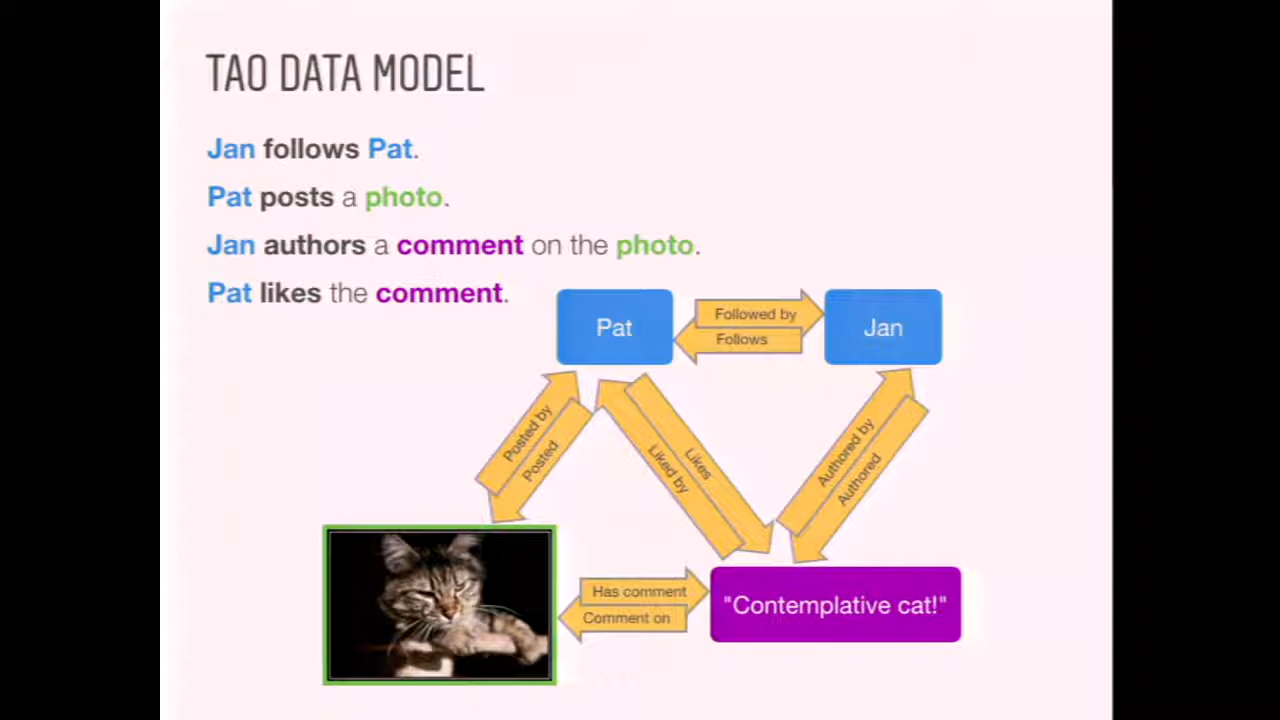 TAO DATA MODEL
Jan follows Pat.
Pat posts a photo.
Jan authors a comment on the photo.
Pat likes the comment.
Pat
Followed by
Follows
Jan
Posted by
Posted
Likes
Liked by
Authored by
Authored
Has comment
Comment on
"Contemplative cat!"